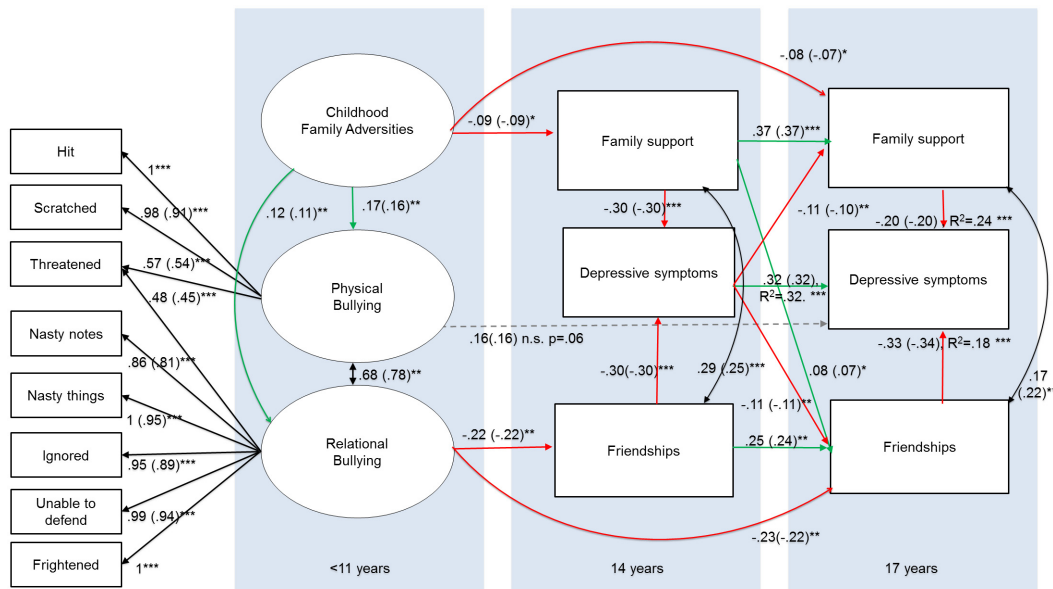 -.08 (-.07)*
Childhood
Family Adversities
-.09 (-.09)*
Family support
.37 (.37)***
Family support
Hit
1***
Scratched
.98 (.91)***
.12 (.11)**
.17(.16)**
-.30 (-.30)***
-.11 (-.10)**
-.20 (-.20) R²=.24 ***
Threatened
.57 (.54)***
.48 (.45)***
Physical
Bullying
Depressive symptoms
.32 (.32),
R²=.32. ***
Depressive symptoms
Nasty notes
.86 (.81)***
.16(.16) n.s. p=.06
-.33 (-.34), R²=.18 ***
.68 (.78)**
-.30(-.30)***
.29 (.25)***
.08 (.07)*
.17
(.22)**
Nasty things
1 (.95)***
-.11 (-.11)**
Relational
Bullying
-.22 (-.22)**
Friendships
.25 (.24)**
Friendships
Ignored
.95 (.89)***
Unable to
defend
.99 (.94)***
-.23(-.22)**
Frightened
1***
<11 years
14 years
17 years